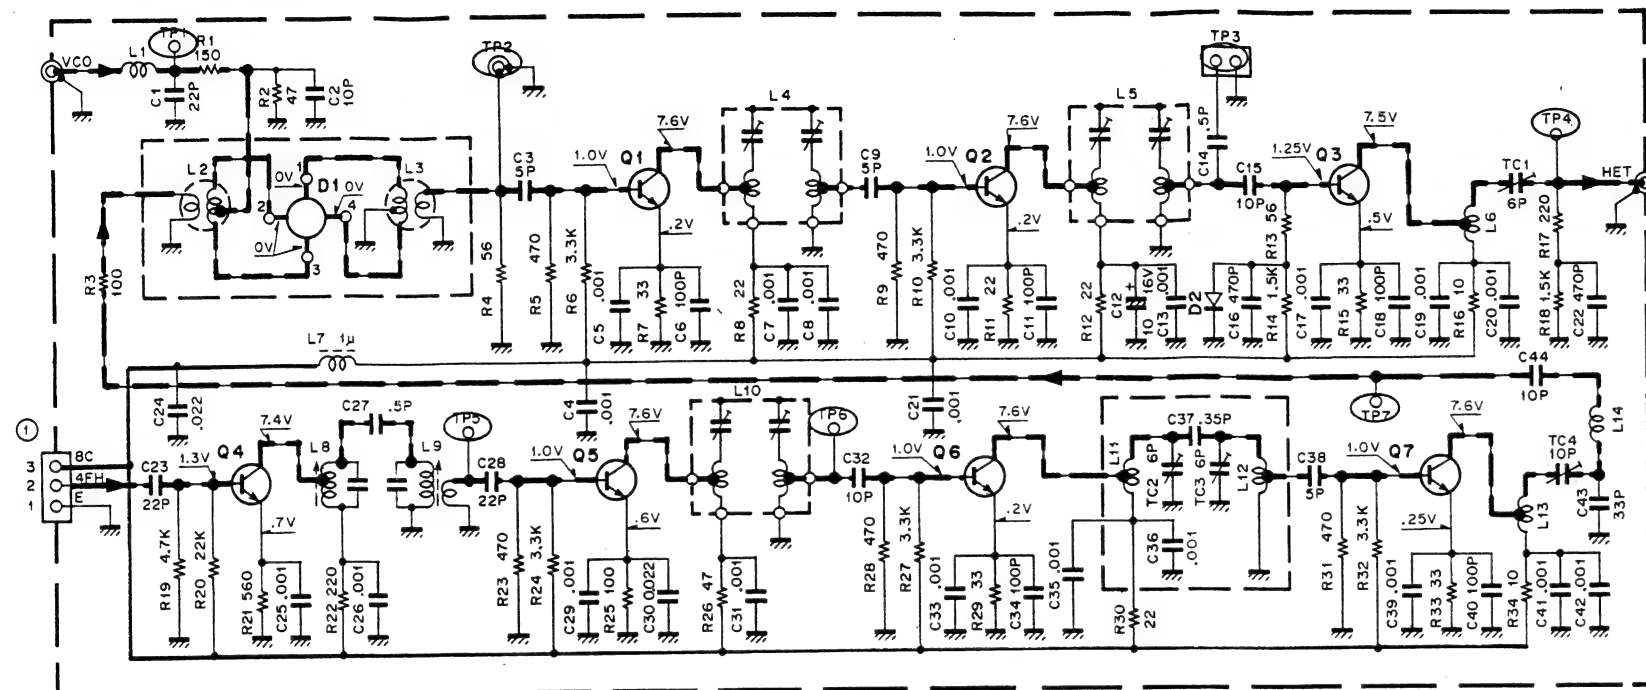 VCO
L1
TP1
R1
150
C1
22P
R2
47
C2
10P
TP2
L2
D1
L3
1
2
3
4
0V
0V
0V
R3
100
R4
56
C3
5P
R5
470
R6
3.3K
1.0V
Q1
7.6V
.2V
C5
.001
R7
33
C6
100P
L4
R8
22
C7
.001
C8
.001
C9
5P
R9
470
R10
3.3K
1.0V
Q2
7.6V
.2V
C10
.001
R11
22
C11
100P
L5
R12
22
C12
10
16V
+
C13
.001
TP3
C14
.5P
C15
10P
D2
C16
470P
R13
56
R14
1.5K
1.25V
Q3
7.5V
.5V
C17
.001
R15
33
C18
100P
C19
.001
R16
10
C20
.001
L6
TC1
6P
TP4
HET
R17
220
R18
1.5K
C22
470P
L7
1μ
C24
.022
C4
.001
C21
.001
TP7
C44
10P
L14
1
3
8C
2
4FH
1
E
C23
22P
R19
4.7K
R20
22K
1.3V
Q4
7.4V
.7V
R21
560
C25
.001
L8
C27
.5P
L9
R22
220
C26
.001
TP5
C28
22P
R23
470
R24
3.3K
1.0V
Q5
7.6V
.6V
C29
.001
R25
100
C30
0.022
L10
R26
47
C31
.001
TP6
C32
10P
R28
470
R27
3.3K
1.0V
Q6
7.6V
.2V
C33
.001
R29
33
C34
100P
C35
.001
L11
TC2
6P
C37
.35P
TC3
6P
L12
C36
.001
R30
22
C38
5P
R31
470
R32
3.3K
1.0V
Q7
7.6V
.25V
C39
.001
R33
33
C40
100P
R34
10
C41
.001
C42
.001
L13
TC4
10P
C43
33P